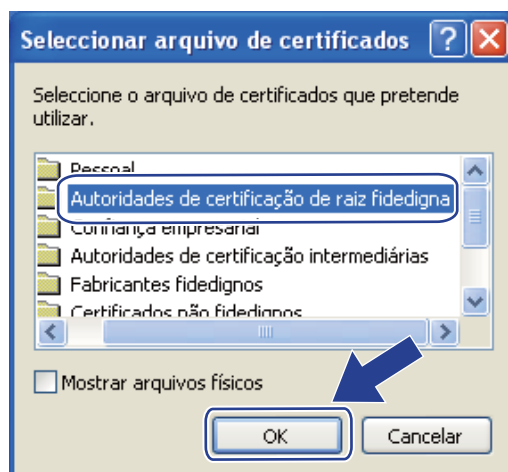 Seleccionar arquivo de certificados
Seleccione o arquivo de certificados que pretende
utilizar.
Pessoal
Autoridades de certificação de raiz fidedigna
Confiança empresarial
Autoridades de certificação intermediárias
Fabricantes fidedignos
Certificados não fidedignos
Mostrar arquivos físicos
OK
Cancelar